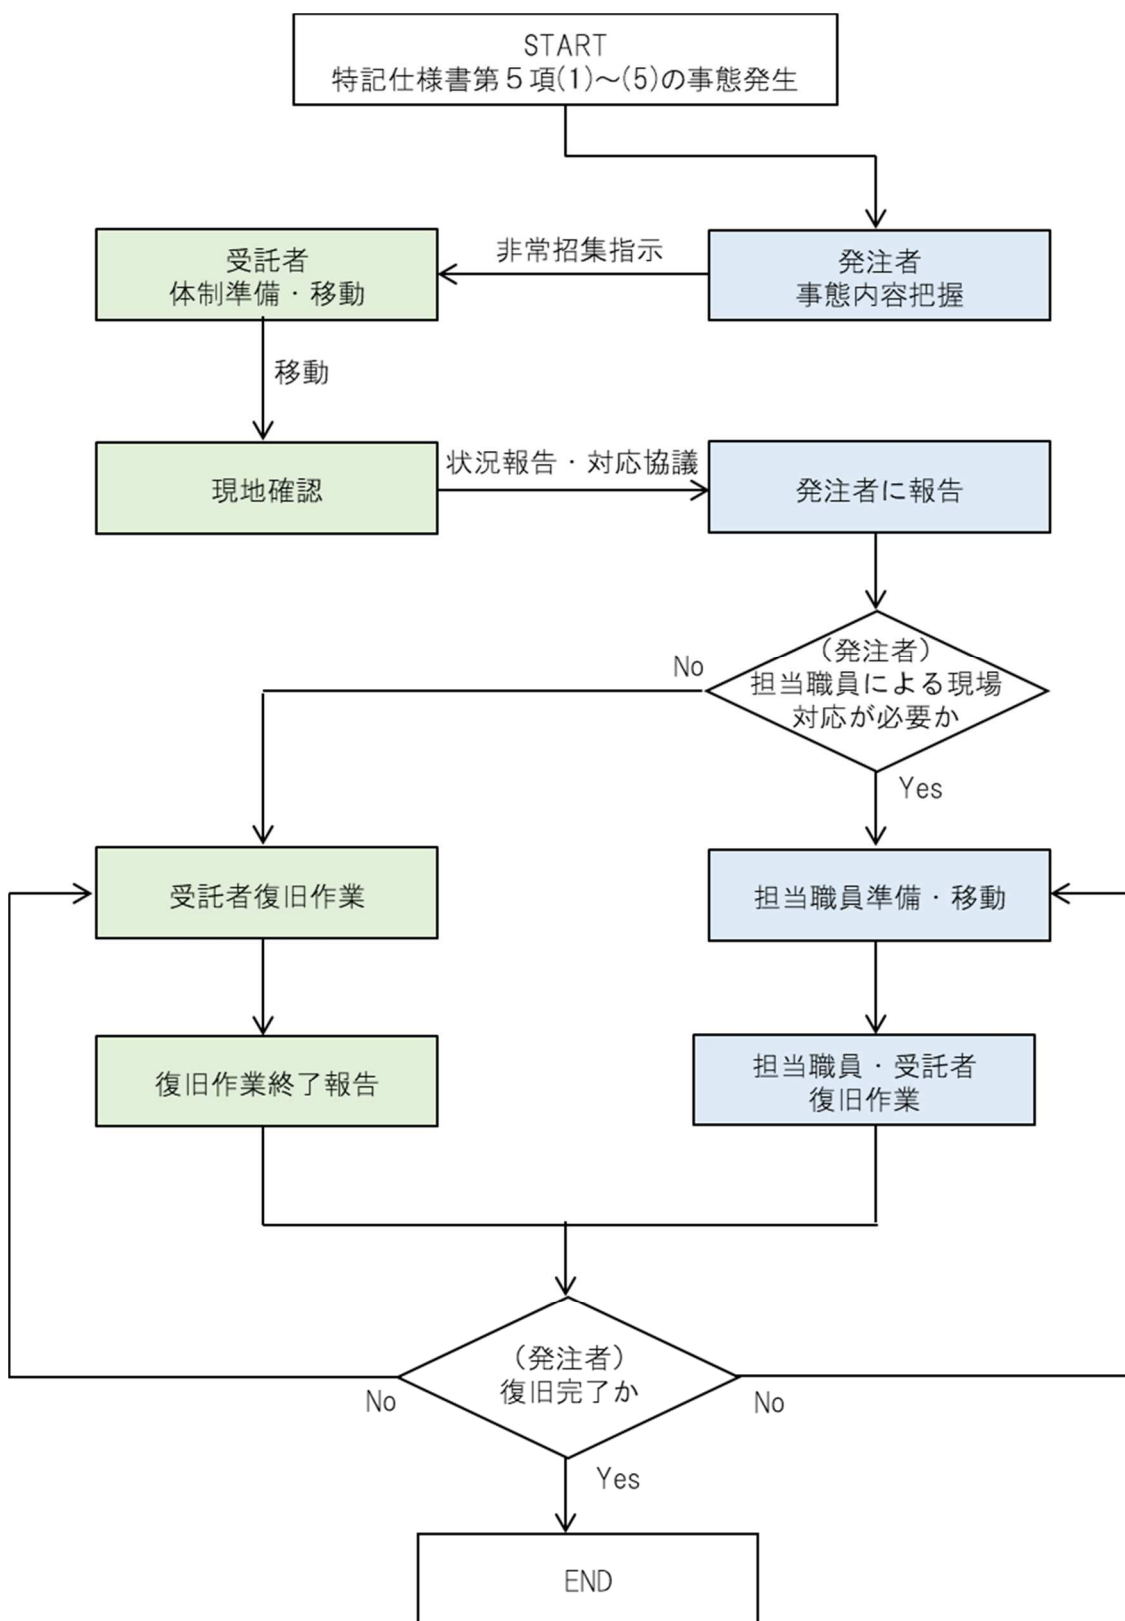 START
特記仕様書第５項(1)～(5)の事態発生
発注者
事態内容把握
非常招集指示
受託者
体制準備・移動
移動
現地確認
状況報告・対応協議
発注者に報告
（発注者）
担当職員による現場
対応が必要か
No
Yes
受託者復旧作業
担当職員準備・移動
復旧作業終了報告
担当職員・受託者
復旧作業
（発注者）
復旧完了か
No
No
Yes
END